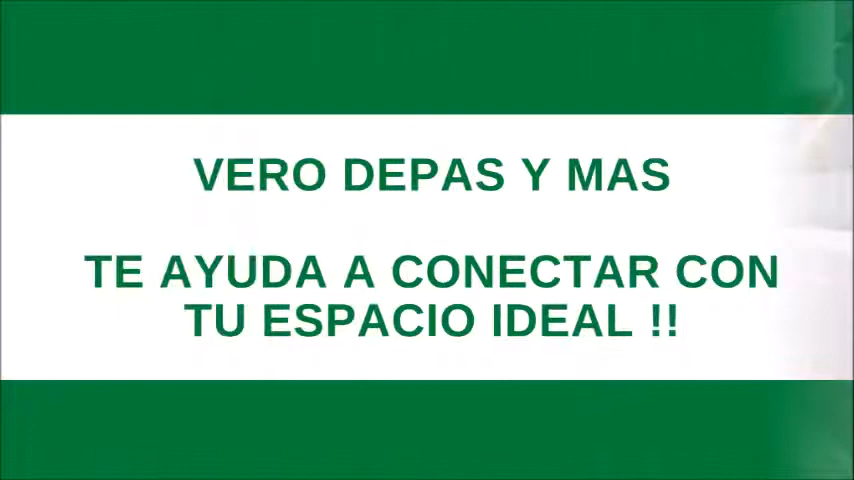 VERO DEPAS Y MAS
TE AYUDA A CONECTAR CON
TU ESPACIO IDEAL !!